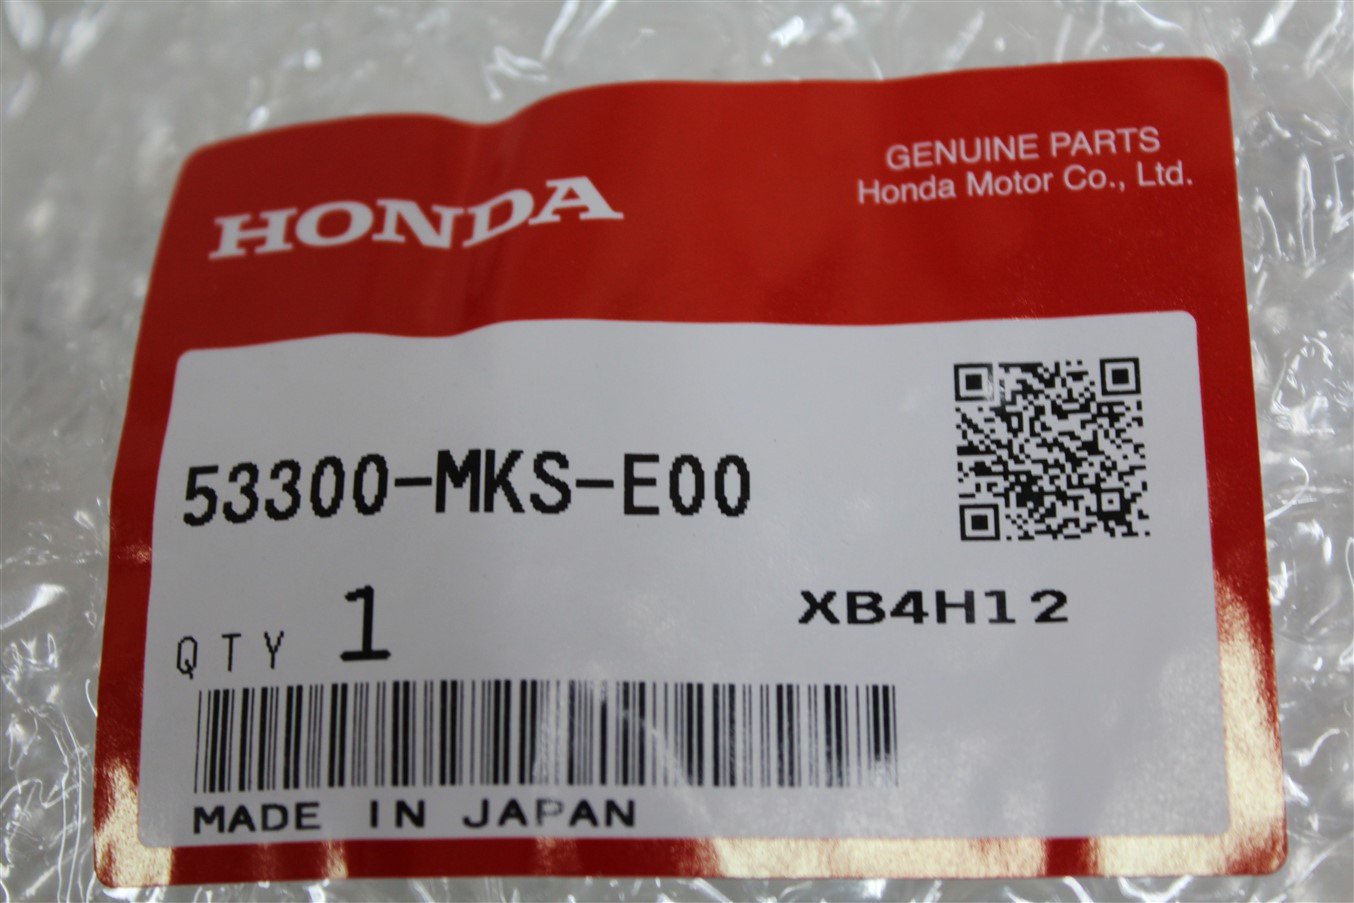 HONDA
GENUINE PARTS
Honda Motor Co., Ltd.
53300-MKS-E00
QTY 1
XB4H12
MADE IN JAPAN